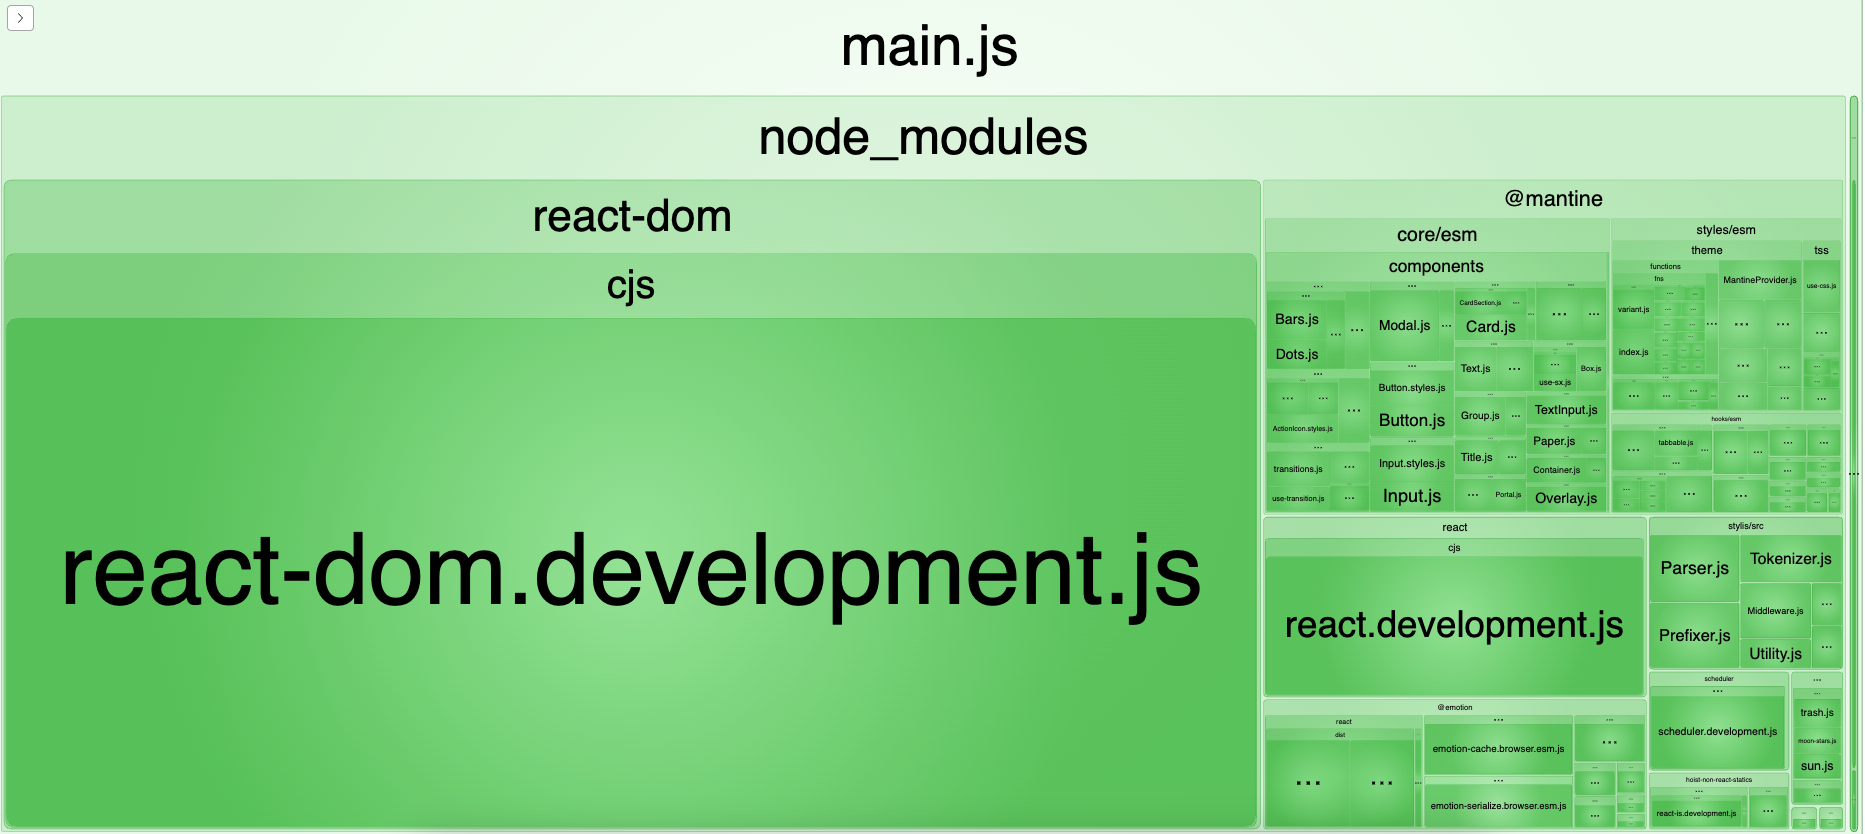 main.js
node_modules
react-dom
cjs
react-dom.development.js
@mantine
core/esm
components
...
...
Bars.js
...
...
Dots.js
...
...
...
...
ActionIcon.styles.js
...
transitions.js
...
use-transition.js
...
...
Modal.js
...
...
Button.styles.js
Button.js
...
Input.styles.js
Input.js
...
...
CardSection.js
...
Card.js
...
...
Text.js
...
...
Group.js
...
...
Title.js
...
...
...
Portal.js
...
...
...
...
...
...
use-sx.js
Box.js
...
TextInput.js
...
Paper.js
...
...
Container.js
...
...
Overlay.js
styles/esm
theme
functions
fns
...
variant.js
index.js
...
...
...
...
...
...
MantineProvider.js
...
...
...
...
...
...
tss
use-css.js
...
...
...
...
hooks/esm
...
...
tabbable.js
...
...
...
...
...
...
...
...
...
...
...
react
cjs
react.development.js
stylis/src
Parser.js
Prefixer.js
Tokenizer.js
Middleware.js
Utility.js
...
...
@emotion
react
dist
...
...
...
...
emotion-cache.browser.esm.js
...
emotion-serialize.browser.esm.js
...
...
...
...
...
...
scheduler
...
scheduler.development.js
hoist-non-react-statics
...
...
react-is.development.js
...
...
...
...
trash.js
moon-stars.js
sun.js
...
...
...
...
...